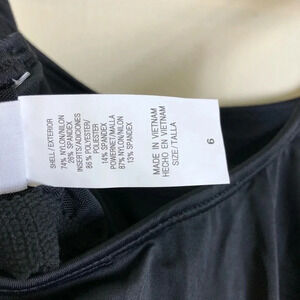 SHELL/EXTERIOR
74% NYLON/NILON
26% SPANDEX
INSERTS/ADICIONES
86% POLYESTER/
POLIESTER
14% SPANDEX
POWERNET/MALLA
87% NYLON/NILON
13% SPANDEX
MADE IN VIETNAM
HECHO EN VIETNAM
SIZE/TALLA
6